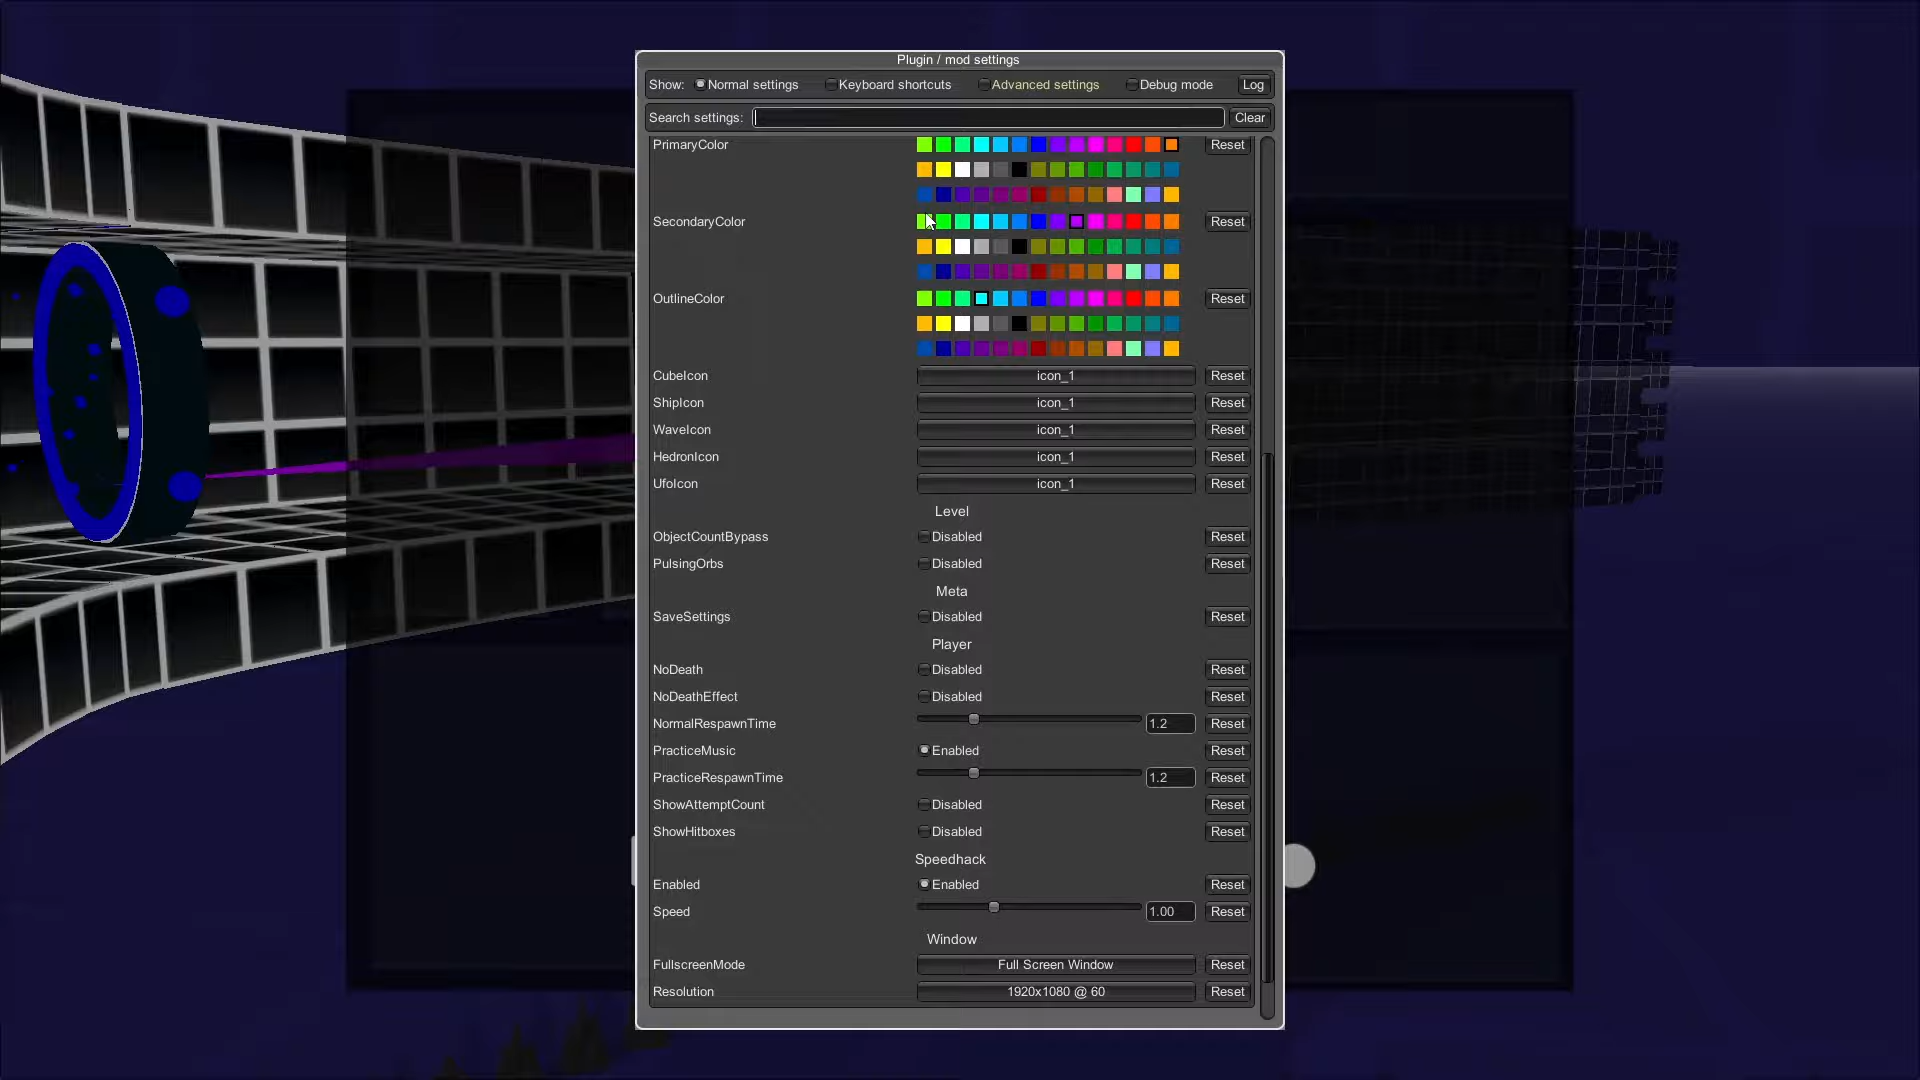 Plugin / mod settings
Show: Normal settings Keyboard shortcuts Advanced settings Debug mode Log
Search settings: Clear
PrimaryColor Reset
SecondaryColor Reset
OutlineColor Reset
CubeIcon icon_1 Reset
ShipIcon icon_1 Reset
WaveIcon icon_1 Reset
HedronIcon icon_1 Reset
UfoIcon icon_1 Reset
Level
ObjectCountBypass Disabled Reset
PulsingOrbs Disabled Reset
Meta
SaveSettings Disabled Reset
Player
NoDeath Disabled Reset
NoDeathEffect Disabled Reset
NormalRespawnTime 1.2 Reset
PracticeMusic Enabled Reset
PracticeRespawnTime 1.2 Reset
ShowAttemptCount Disabled Reset
ShowHitboxes Disabled Reset
Speedhack
Enabled Enabled Reset
Speed 1.00 Reset
Window
FullscreenMode Full Screen Window Reset
Resolution 1920x1080 @ 60 Reset